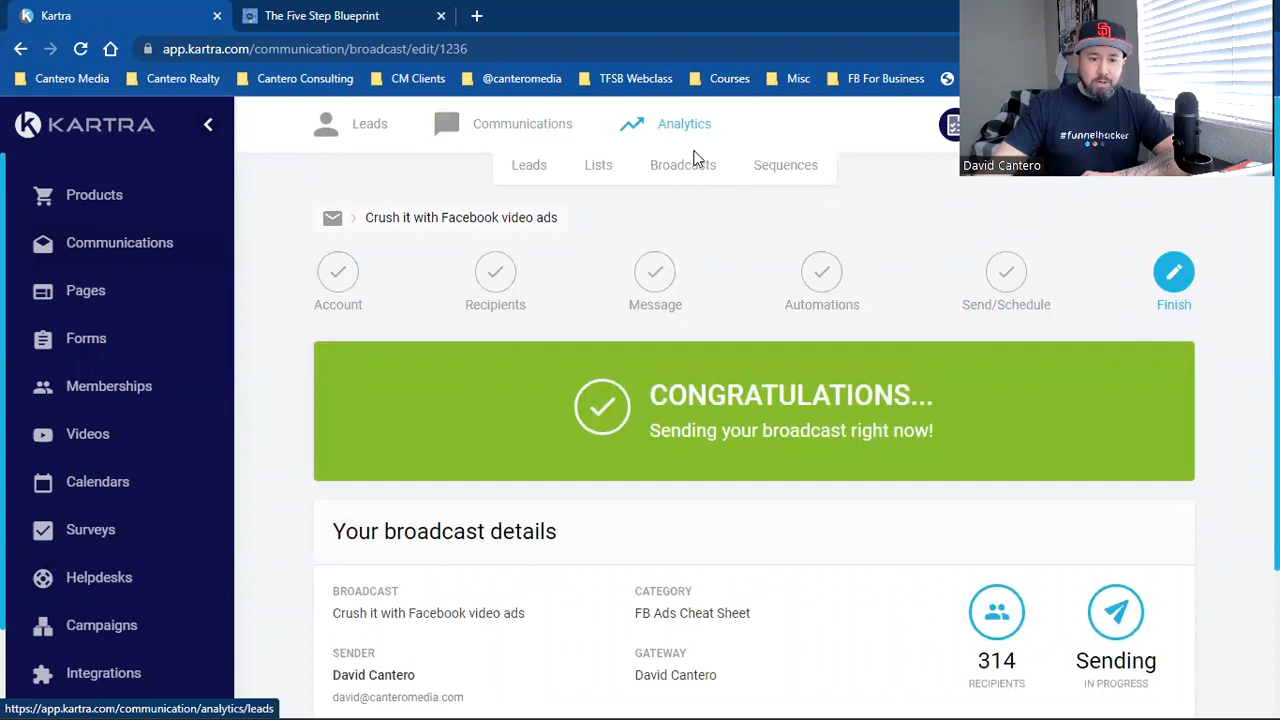 Kartra
The Five Step Blueprint
app.kartra.com/communication/broadcast/edit/1236
Cantero Media
Cantero Realty
Cantero Consulting
CM Clients
@canteromedia
TFSB Webclass
Courses
Misc
FB For Business
KARTRA
Leads
Communications
Analytics
Leads
Lists
Broadcasts
Sequences
#funnelhacker
David Cantero
Products
Communications
Pages
Forms
Memberships
Videos
Calendars
Surveys
Helpdesks
Campaigns
Integrations
Crush it with Facebook video ads
Account
Recipients
Message
Automations
Send/Schedule
Finish
CONGRATULATIONS...
Sending your broadcast right now!
Your broadcast details
BROADCAST
Crush it with Facebook video ads
CATEGORY
FB Ads Cheat Sheet
SENDER
David Cantero
david@canteromedia.com
GATEWAY
David Cantero
314
RECIPIENTS
Sending
IN PROGRESS
https://app.kartra.com/communication/analytics/leads